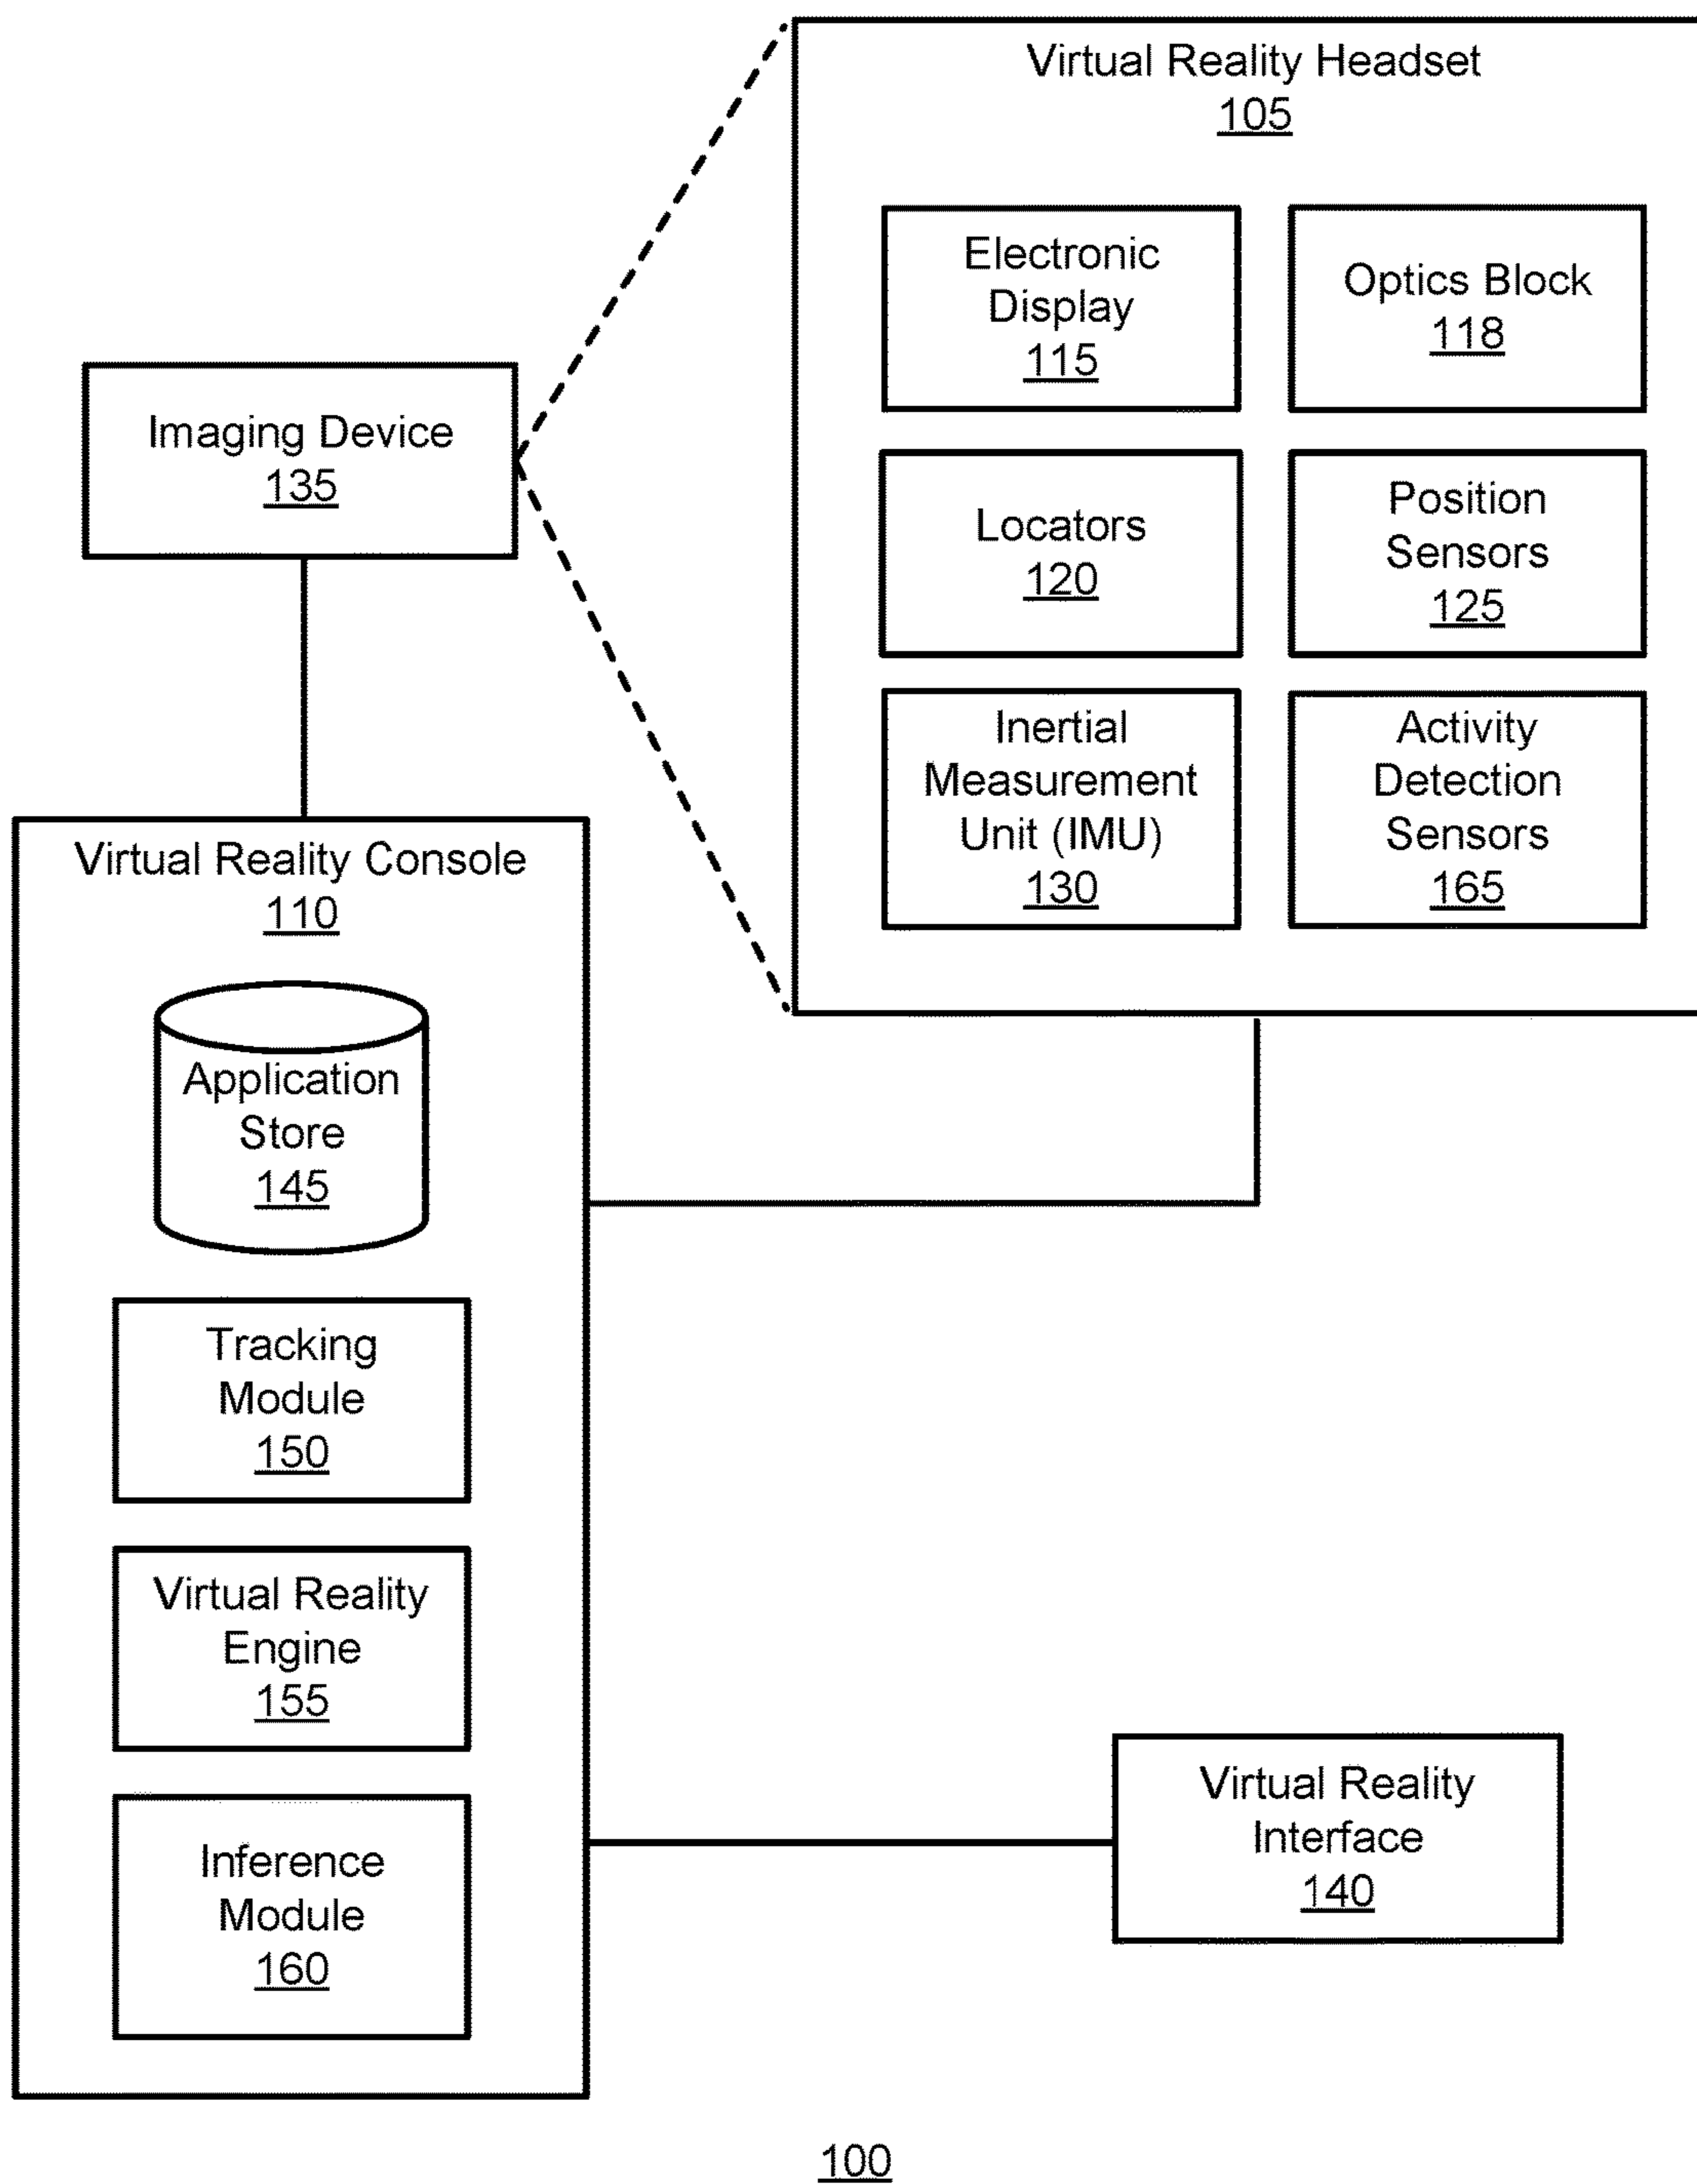 Virtual Reality Headset
105
Electronic
Display
115
Optics Block
118
Imaging Device
135
Locators
120
Position
Sensors
125
Inertial
Measurement
Unit (IMU)
130
Activity
Detection
Sensors
165
Virtual Reality Console
110
Application
Store
145
Tracking
Module
150
Virtual Reality
Engine
155
Inference
Module
160
Virtual Reality
Interface
140
100